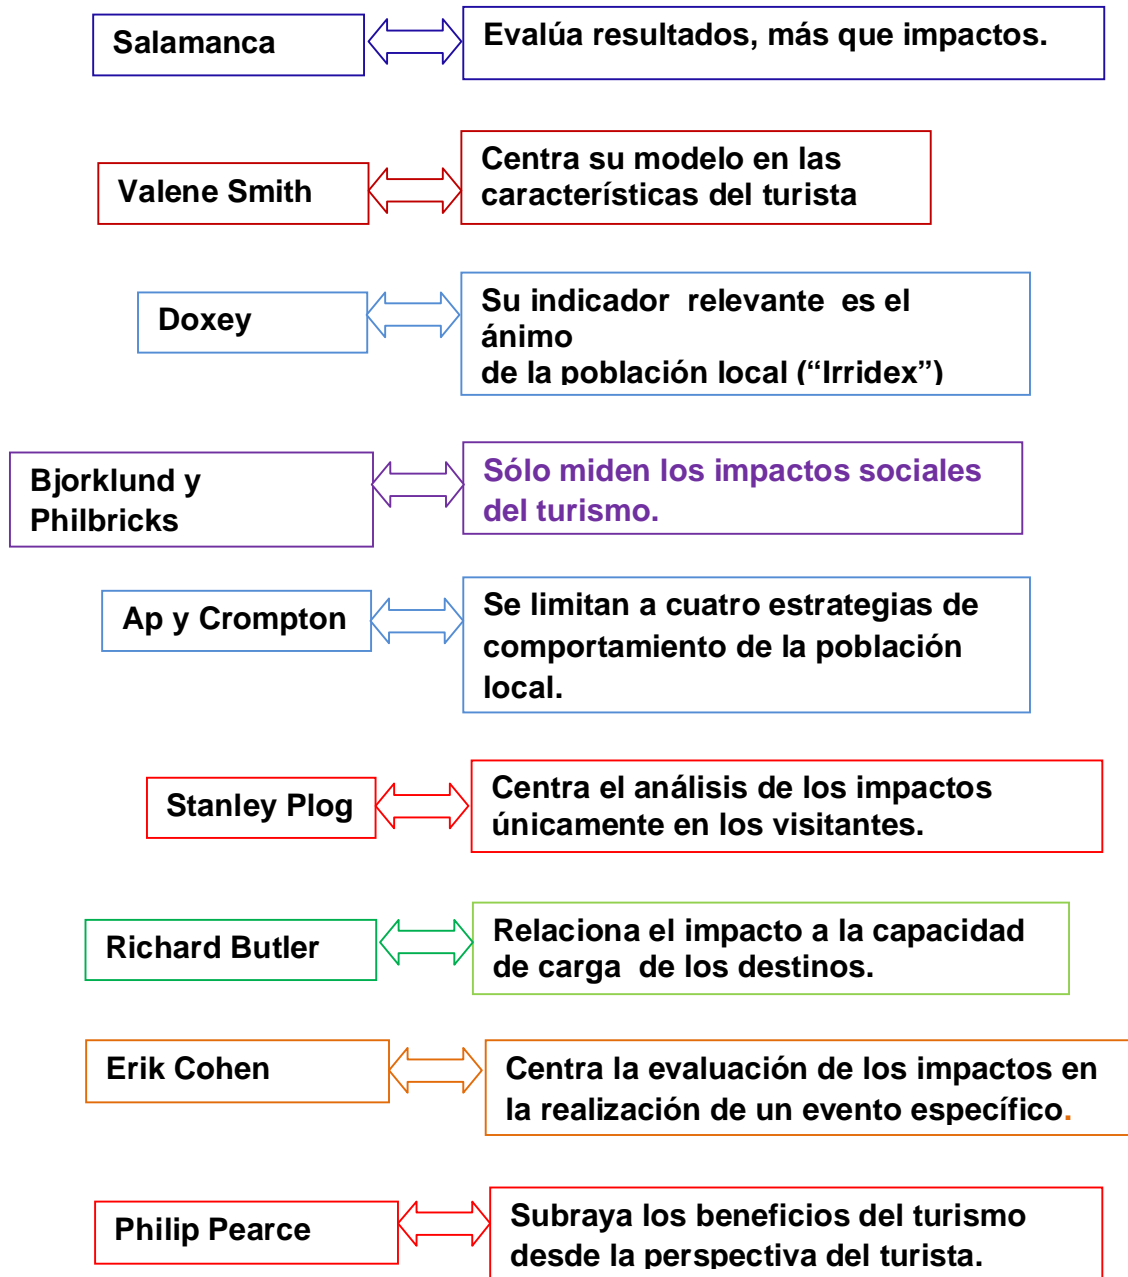 Salamanca
Evalúa resultados, más que impactos.
Valene Smith
Centra su modelo en las
características del turista
Doxey
Su indicador relevante es el
ánimo
de la población local (“Irridex”)
Bjorklund y
Philbricks
Sólo miden los impactos sociales
del turismo.
Ap y Crompton
Se limitan a cuatro estrategias de
comportamiento de la población
local.
Stanley Plog
Centra el análisis de los impactos
únicamente en los visitantes.
Richard Butler
Relaciona el impacto a la capacidad
de carga de los destinos.
Erik Cohen
Centra la evaluación de los impactos en
la realización de un evento específico.
Philip Pearce
Subraya los beneficios del turismo
desde la perspectiva del turista.